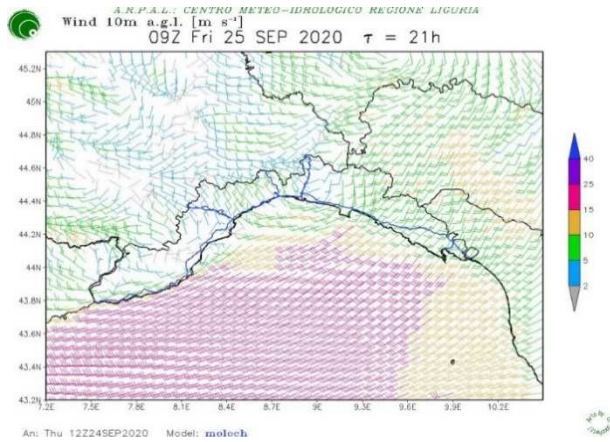 A.R.P.A.L.: CENTRO METEO-IDROLOGICO REGIONE LIGURIA
Wind 10m a.g.l. [m s⁻¹]
09Z Fri 25 SEP 2020 τ = 21h
45.2N
45N
44.8N
44.6N
44.4N
44.2N
44N
43.8N
43.6N
43.4N
43.2N
7.2E 7.5E 7.8E 8.1E 8.4E 8.7E 9E 9.3E 9.6E 9.9E 10.2E
40
25
15
10
5
2
An: Thu 12Z24SEP2020 Model: moloch